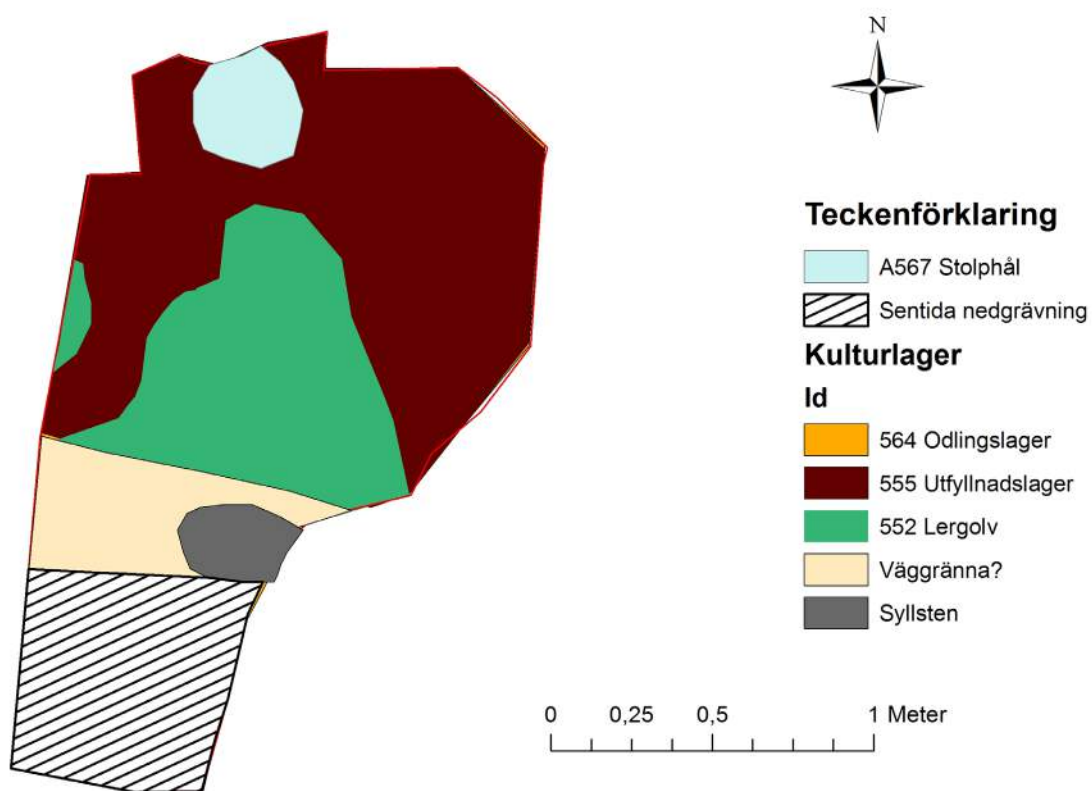 N
Teckenförklaring
A567 Stolphål
Sentida nedgrävning
Kulturlager
Id
564 Odlingslager
555 Utfyllnadslager
552 Lergolv
Väggränna?
Syllsten
0 0,25 0,5 1 Meter